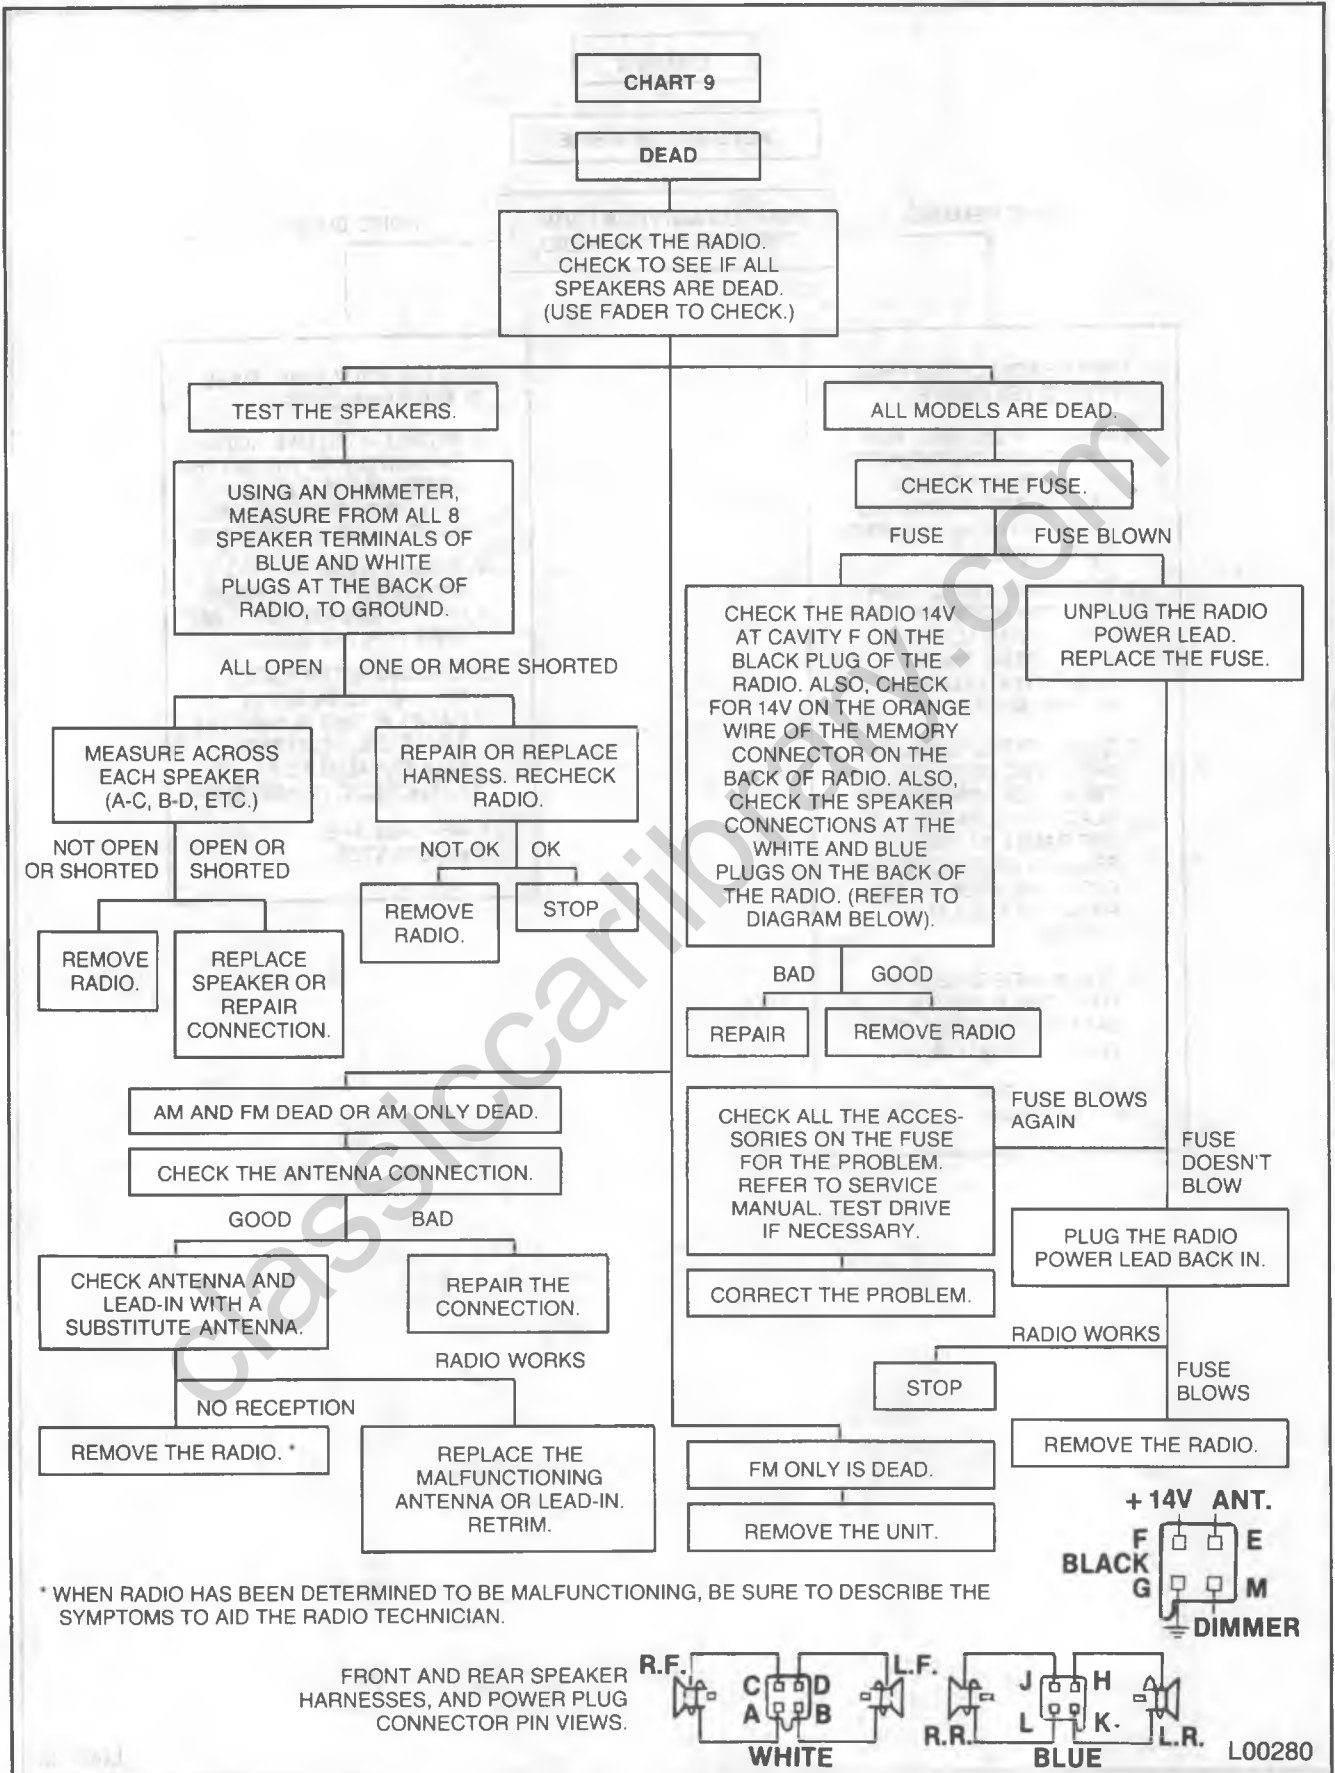 CHART 9
DEAD
CHECK THE RADIO.
CHECK TO SEE IF ALL
SPEAKERS ARE DEAD.
(USE FADER TO CHECK.)
TEST THE SPEAKERS.
USING AN OHMMETER,
MEASURE FROM ALL 8
SPEAKER TERMINALS OF
BLUE AND WHITE
PLUGS AT THE BACK OF
RADIO, TO GROUND.
ALL OPEN
ONE OR MORE SHORTED
MEASURE ACROSS
EACH SPEAKER
(A-C, B-D, ETC.)
REPAIR OR REPLACE
HARNESS. RECHECK
RADIO.
NOT OPEN
OR SHORTED
OPEN OR
SHORTED
NOT OK
OK
REMOVE
RADIO.
REPLACE
SPEAKER OR
REPAIR
CONNECTION.
REMOVE
RADIO.
STOP
ALL MODELS ARE DEAD.
CHECK THE FUSE.
FUSE
FUSE BLOWN
CHECK THE RADIO 14V
AT CAVITY F ON THE
BLACK PLUG OF THE
RADIO. ALSO, CHECK
FOR 14V ON THE ORANGE
WIRE OF THE MEMORY
CONNECTOR ON THE
BACK OF RADIO. ALSO,
CHECK THE SPEAKER
CONNECTIONS AT THE
WHITE AND BLUE
PLUGS ON THE BACK OF
THE RADIO. (REFER TO
DIAGRAM BELOW).
UNPLUG THE RADIO
POWER LEAD.
REPLACE THE FUSE.
BAD
GOOD
REPAIR
REMOVE RADIO
AM AND FM DEAD OR AM ONLY DEAD.
CHECK THE ANTENNA CONNECTION.
GOOD
BAD
CHECK ANTENNA AND
LEAD-IN WITH A
SUBSTITUTE ANTENNA.
REPAIR THE
CONNECTION.
RADIO WORKS
NO RECEPTION
REMOVE THE RADIO. *
REPLACE THE
MALFUNCTIONING
ANTENNA OR LEAD-IN.
RETRIM.
FUSE BLOWS
AGAIN
FUSE
DOESN'T
BLOW
CHECK ALL THE ACCES-
SORIES ON THE FUSE
FOR THE PROBLEM.
REFER TO SERVICE
MANUAL. TEST DRIVE
IF NECESSARY.
CORRECT THE PROBLEM.
PLUG THE RADIO
POWER LEAD BACK IN.
RADIO WORKS
STOP
FUSE
BLOWS
REMOVE THE RADIO.
FM ONLY IS DEAD.
REMOVE THE UNIT.
+ 14V ANT.
F E
BLACK
G M
DIMMER
* WHEN RADIO HAS BEEN DETERMINED TO BE MALFUNCTIONING, BE SURE TO DESCRIBE THE
SYMPTOMS TO AID THE RADIO TECHNICIAN.
FRONT AND REAR SPEAKER
HARNESSES, AND POWER PLUG
CONNECTOR PIN VIEWS.
R.F. L.F.
C D
A B
WHITE
J H
L K
R.R. L.R.
BLUE
L00280
classiccarlibrary.com